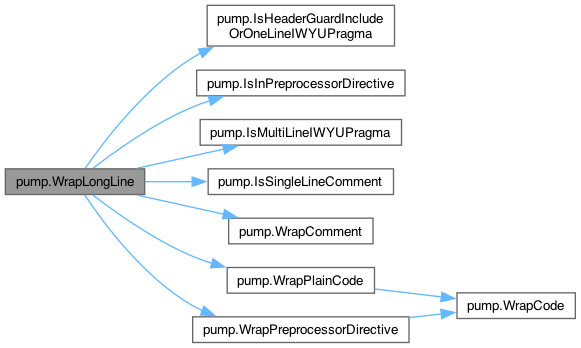 pump.IsHeaderGuardInclude
OrOneLineIWYUPragma
pump.IsInPreprocessorDirective
pump.IsMultiLineIWYUPragma
pump.WrapLongLine
pump.IsSingleLineComment
pump.WrapComment
pump.WrapPlainCode
pump.WrapCode
pump.WrapPreprocessorDirective